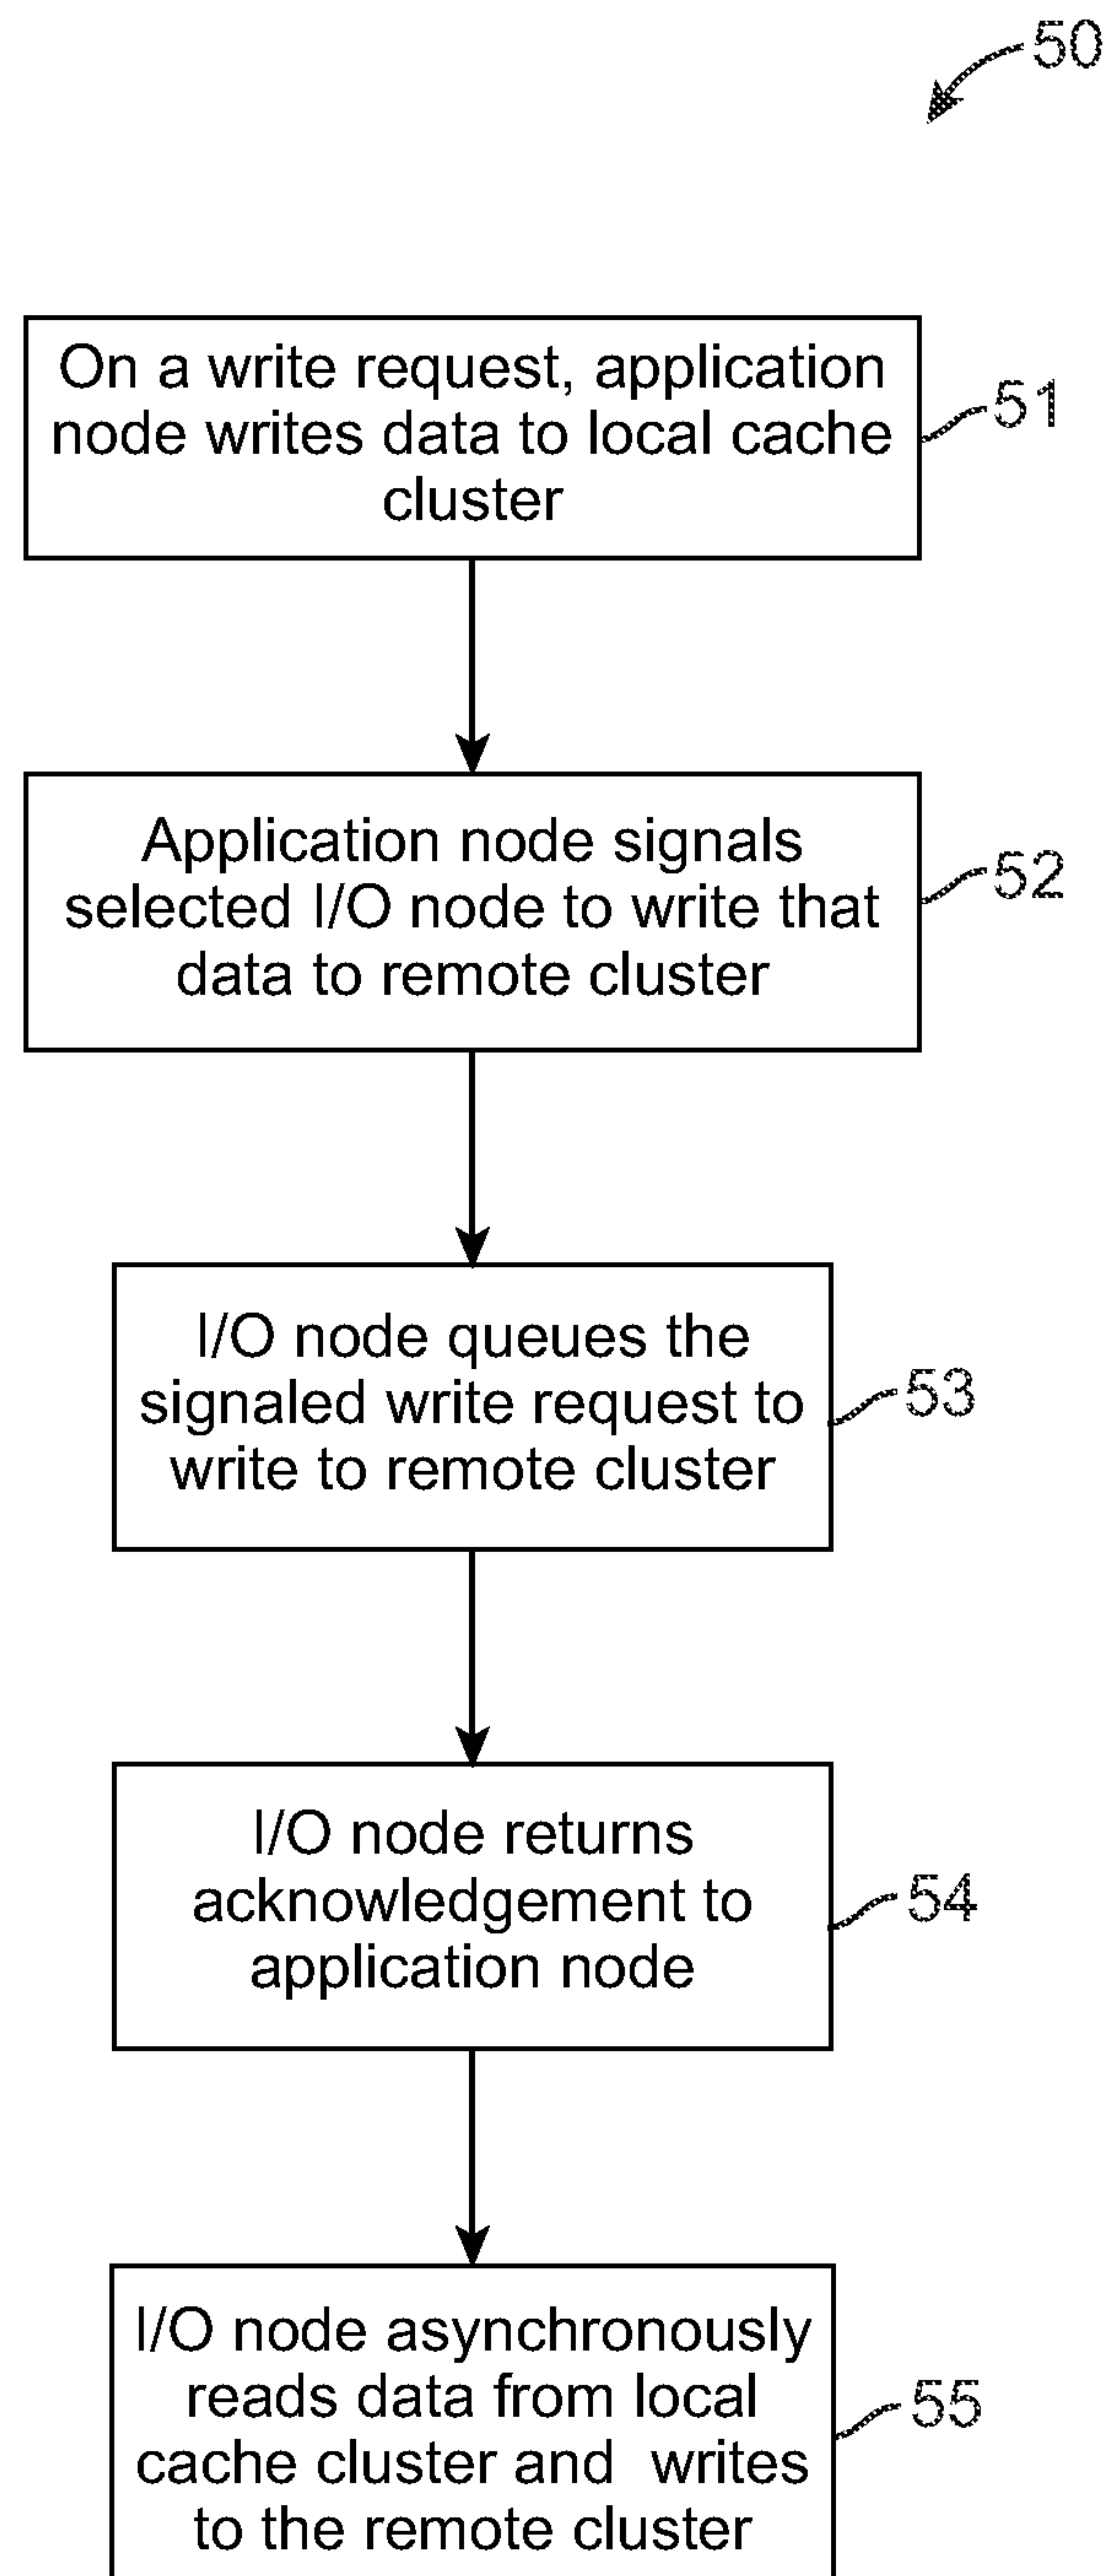 50
On a write request, application
node writes data to local cache
cluster
51
Application node signals
selected I/O node to write that
data to remote cluster
52
I/O node queues the
signaled write request to
write to remote cluster
53
I/O node returns
acknowledgement to
application node
54
I/O node asynchronously
reads data from local
cache cluster and writes
to the remote cluster
55